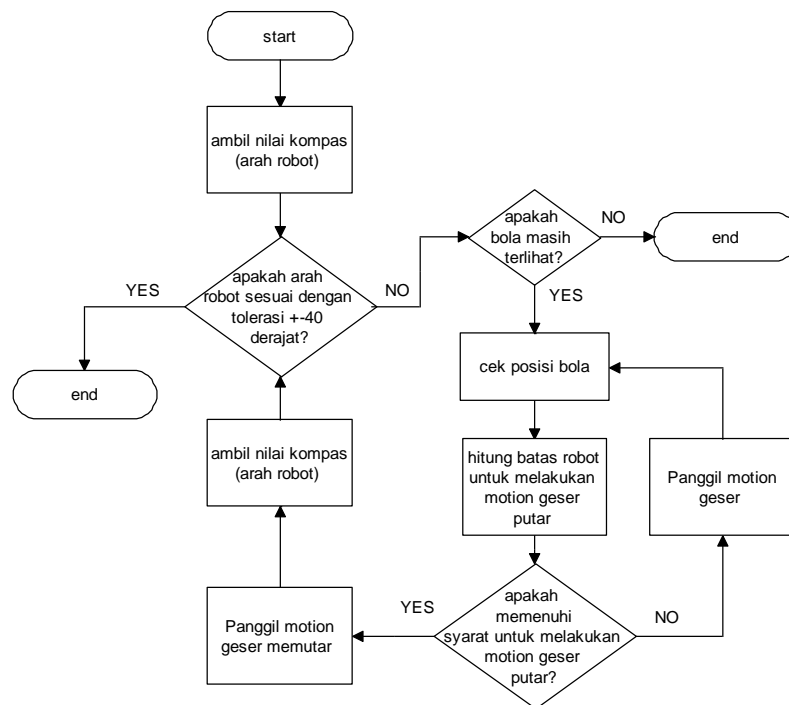 start
ambil nilai kompas
(arah robot)
apakah arah
robot sesuai dengan
tolerasi +-40
derajat?
YES
NO
end
apakah
bola masih
terlihat?
NO
end
YES
cek posisi bola
hitung batas robot
untuk melakukan
motion geser
putar
apakah
memenuhi
syarat untuk melakukan
motion geser
putar?
NO
Panggil motion
geser
YES
Panggil motion
geser memutar
ambil nilai kompas
(arah robot)